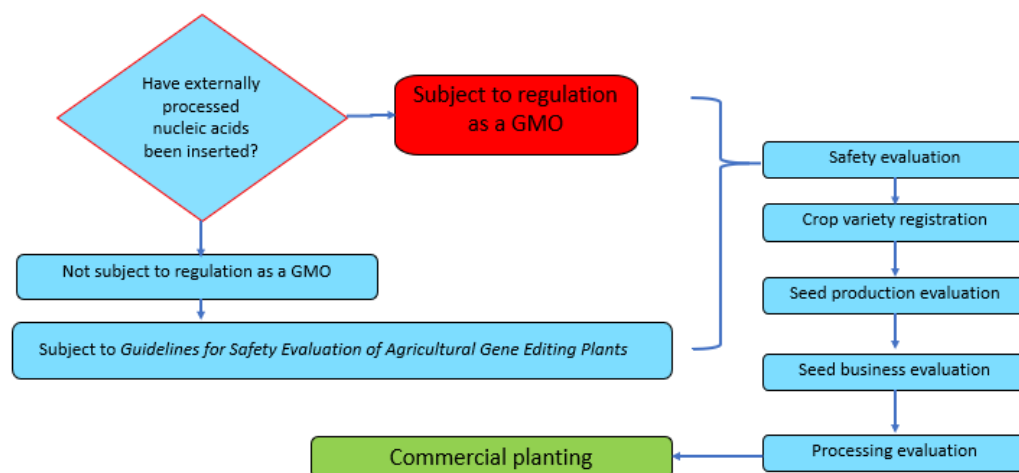 Have externally
processed
nucleic acids
been inserted?
Subject to regulation
as a GMO
Not subject to regulation as a GMO
Subject to Guidelines for Safety Evaluation of Agricultural Gene Editing Plants
Safety evaluation
Crop variety registration
Seed production evaluation
Seed business evaluation
Processing evaluation
Commercial planting